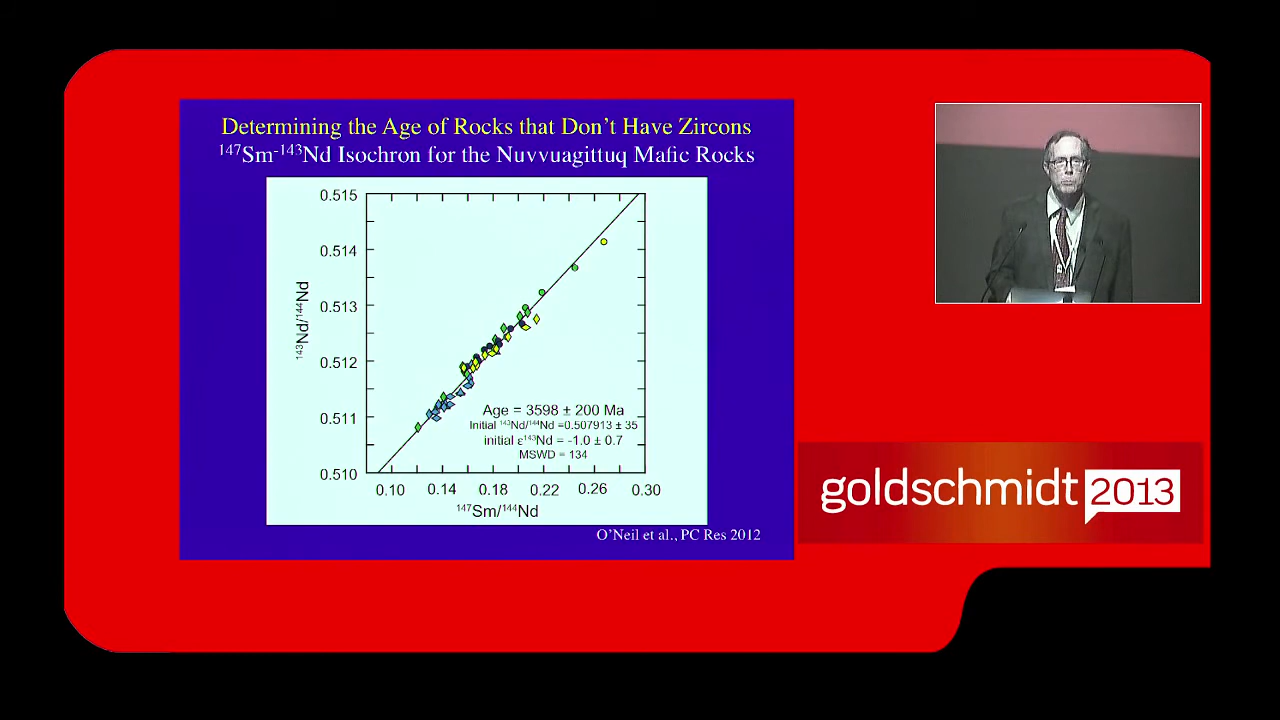 Determining the Age of Rocks that Don't Have Zircons
¹⁴⁷Sm-¹⁴³Nd Isochron for the Nuvvuagittuq Mafic Rocks
0.515
0.514
0.513
0.512
0.511
0.510
¹⁴³Nd/¹⁴⁴Nd
Age = 3598 ± 200 Ma
Initial ¹⁴³Nd/¹⁴⁴Nd =0.507913 ± 35
initial ε¹⁴³Nd = -1.0 ± 0.7
MSWD = 134
0.10 0.14 0.18 0.22 0.26 0.30
¹⁴⁷Sm/¹⁴⁴Nd
O'Neil et al., PC Res 2012
goldschmidt 2013